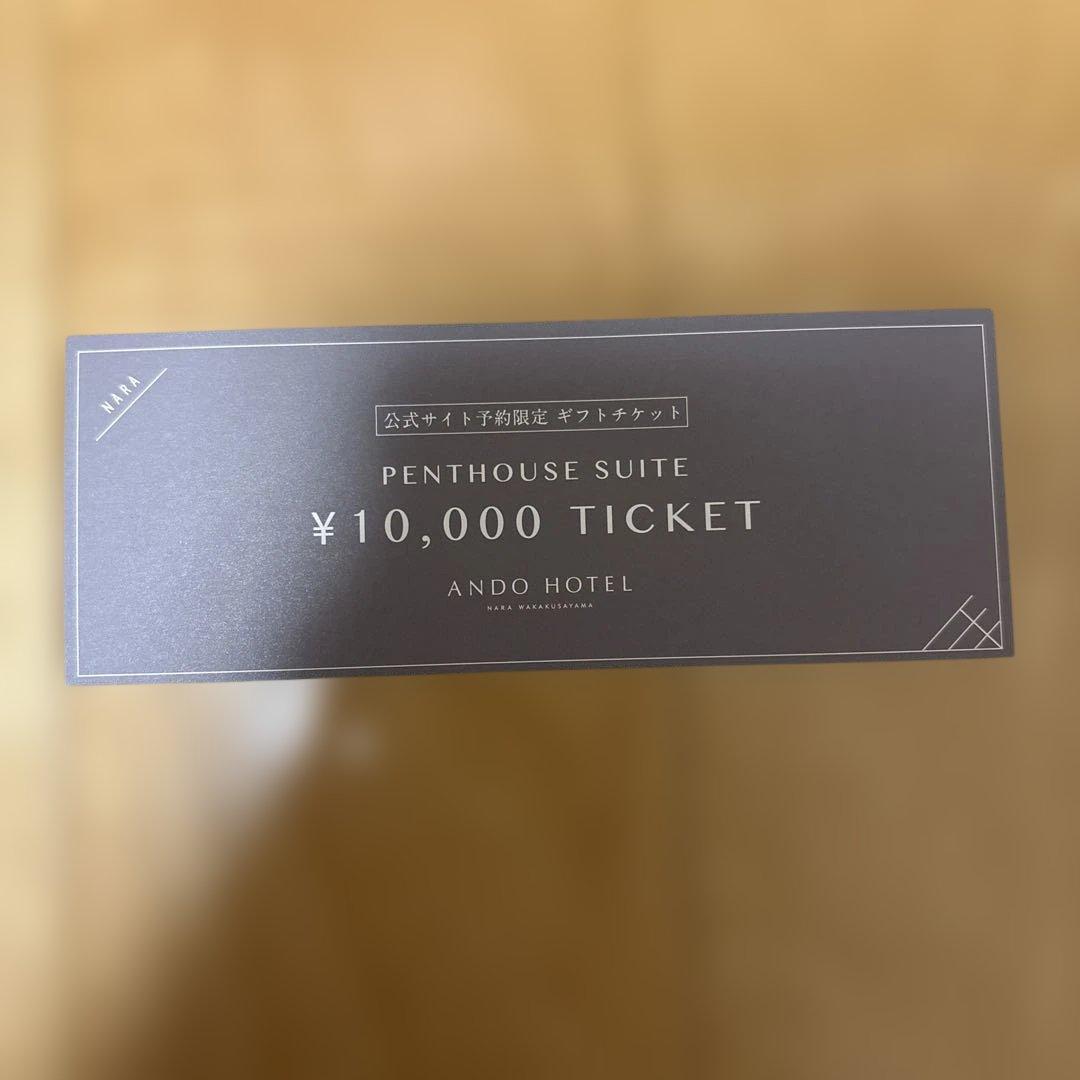 NARA
公式サイト予約限定 ギフトチケット
PENTHOUSE SUITE
¥10,000 TICKET
ANDO HOTEL
NARA WAKAKUSAYAMA